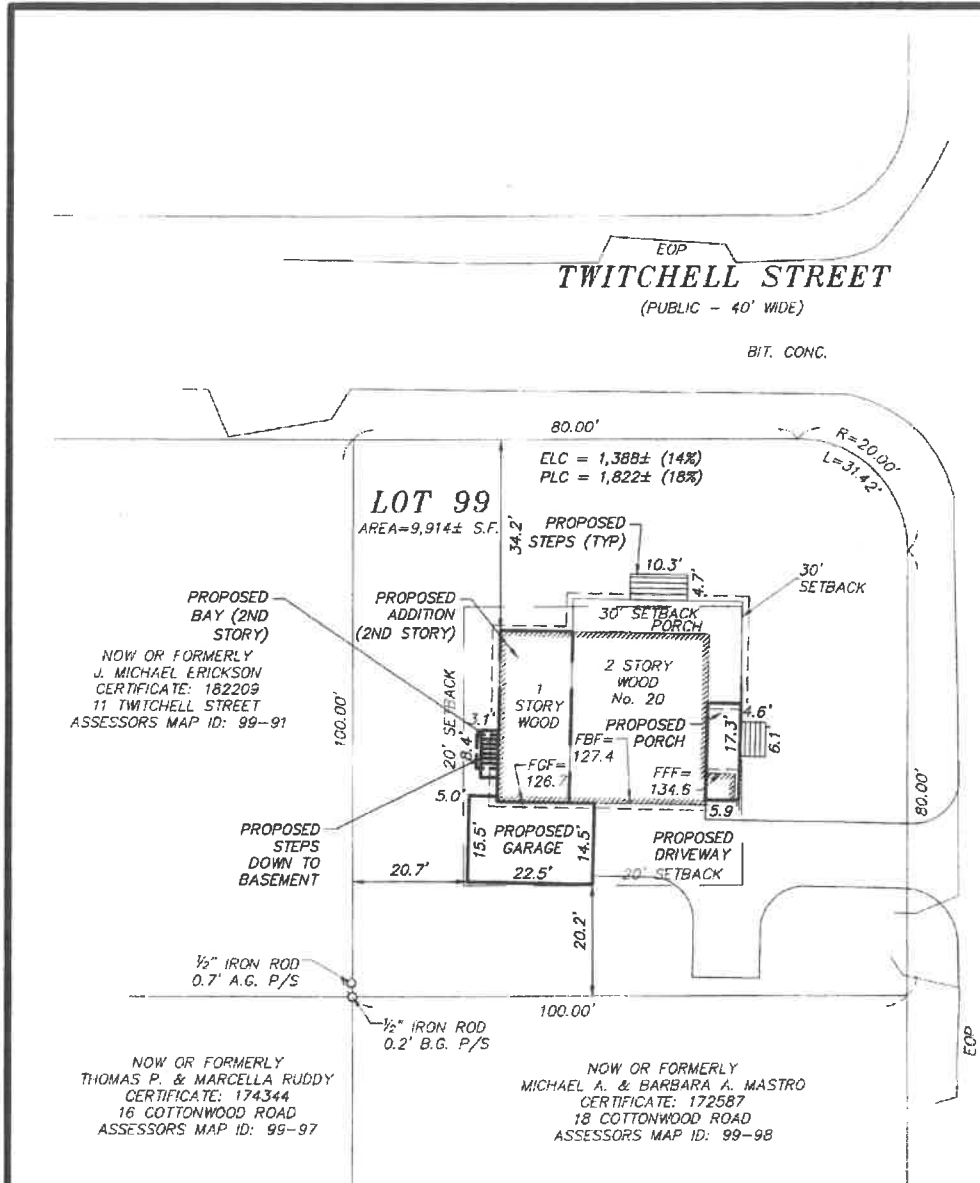 EOP
TWITCHELL STREET
(PUBLIC - 40' WIDE)
BIT. CONC.
80.00'
R=20.00'
L=31.42'
ELC = 1,388± (14%)
PLC = 1,822± (18%)
LOT 99
AREA=9,914± S.F.
34.2'
PROPOSED
STEPS (TYP)
10.3'
4.7'
30'
SETBACK
30' SETBACK
PORCH
PROPOSED
BAY (2ND
STORY)
PROPOSED
ADDITION
(2ND STORY)
NOW OR FORMERLY
J. MICHAEL ERICKSON
CERTIFICATE: 182209
11 TWITCHELL STREET
ASSESSORS MAP ID: 99-91
100.00'
20' SETBACK
3.1'
8.4'
1
STORY
WOOD
2 STORY
WOOD
No. 20
PROPOSED
PORCH
17.3'
4.6'
6.1'
FGF=
126.7
FBF=
127.4
FFF=
134.6
5.0'
5.9'
80.00'
PROPOSED
STEPS
DOWN TO
BASEMENT
15.5'
PROPOSED
GARAGE
14.5'
22.5'
PROPOSED
DRIVEWAY
20' SETBACK
20.7'
20.2'
½" IRON ROD
0.7' A.G. P/S
½" IRON ROD
0.2' B.G. P/S
100.00'
EOP
NOW OR FORMERLY
THOMAS P. & MARCELLA RUDDY
CERTIFICATE: 174344
16 COTTONWOOD ROAD
ASSESSORS MAP ID: 99-97
NOW OR FORMERLY
MICHAEL A. & BARBARA A. MASTRO
CERTIFICATE: 172587
18 COTTONWOOD ROAD
ASSESSORS MAP ID: 99-98